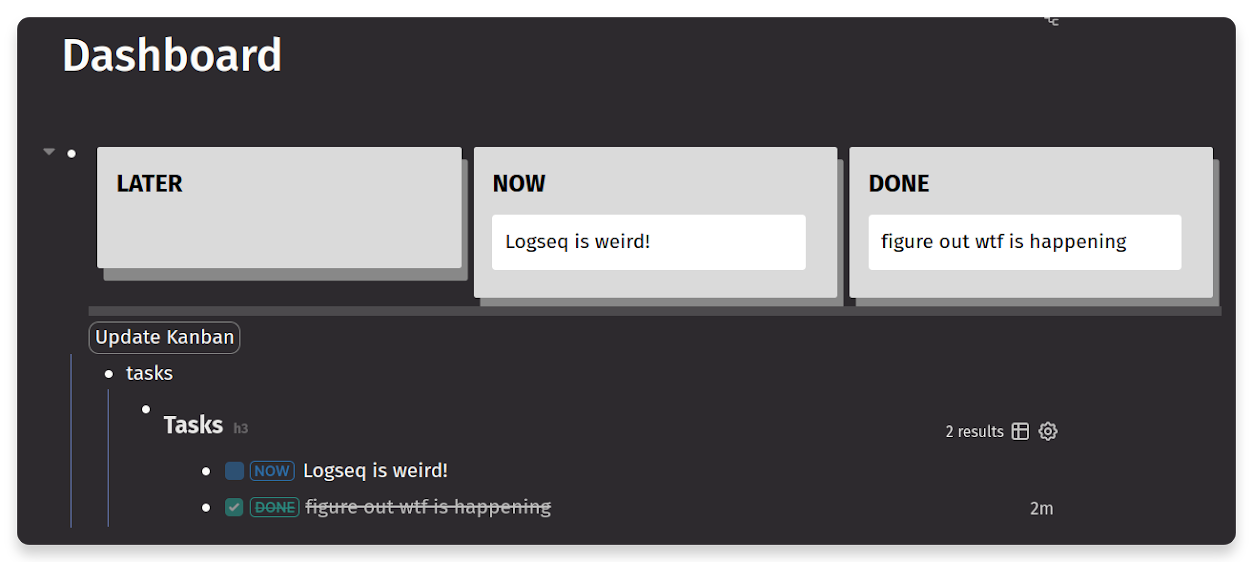 Dashboard
LATER
NOW
DONE
Logseq is weird!
figure out wtf is happening
Update Kanban
tasks
Tasks h3
2 results
NOW Logseq is weird!
DONE figure out wtf is happening
2m